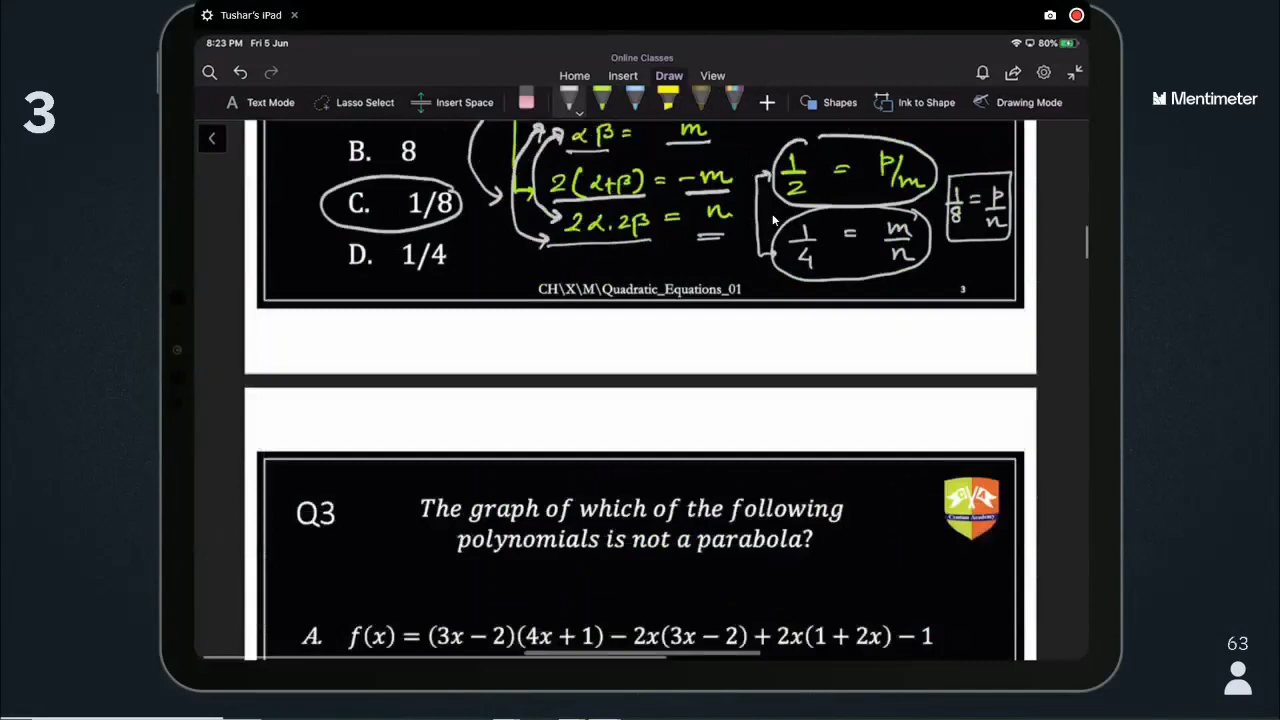 Tushar's iPad ×
8:23 PM Fri 5 Jun
80%
Online Classes
Home Insert Draw View
Text Mode Lasso Select Insert Space Shapes Ink to Shape Drawing Mode
3
Mentimeter
αβ = m
B. 8
1/2 = p/m
2(α+β) = -m
C. 1/8
1/8 = p/n
2α.2β = n
1/4 = m/n
D. 1/4
CH\X\M\Quadratic_Equations_01
3
Q3
The graph of which of the following
polynomials is not a parabola?
A. f(x) = (3x − 2)(4x + 1) − 2x(3x − 2) + 2x(1 + 2x) − 1
63